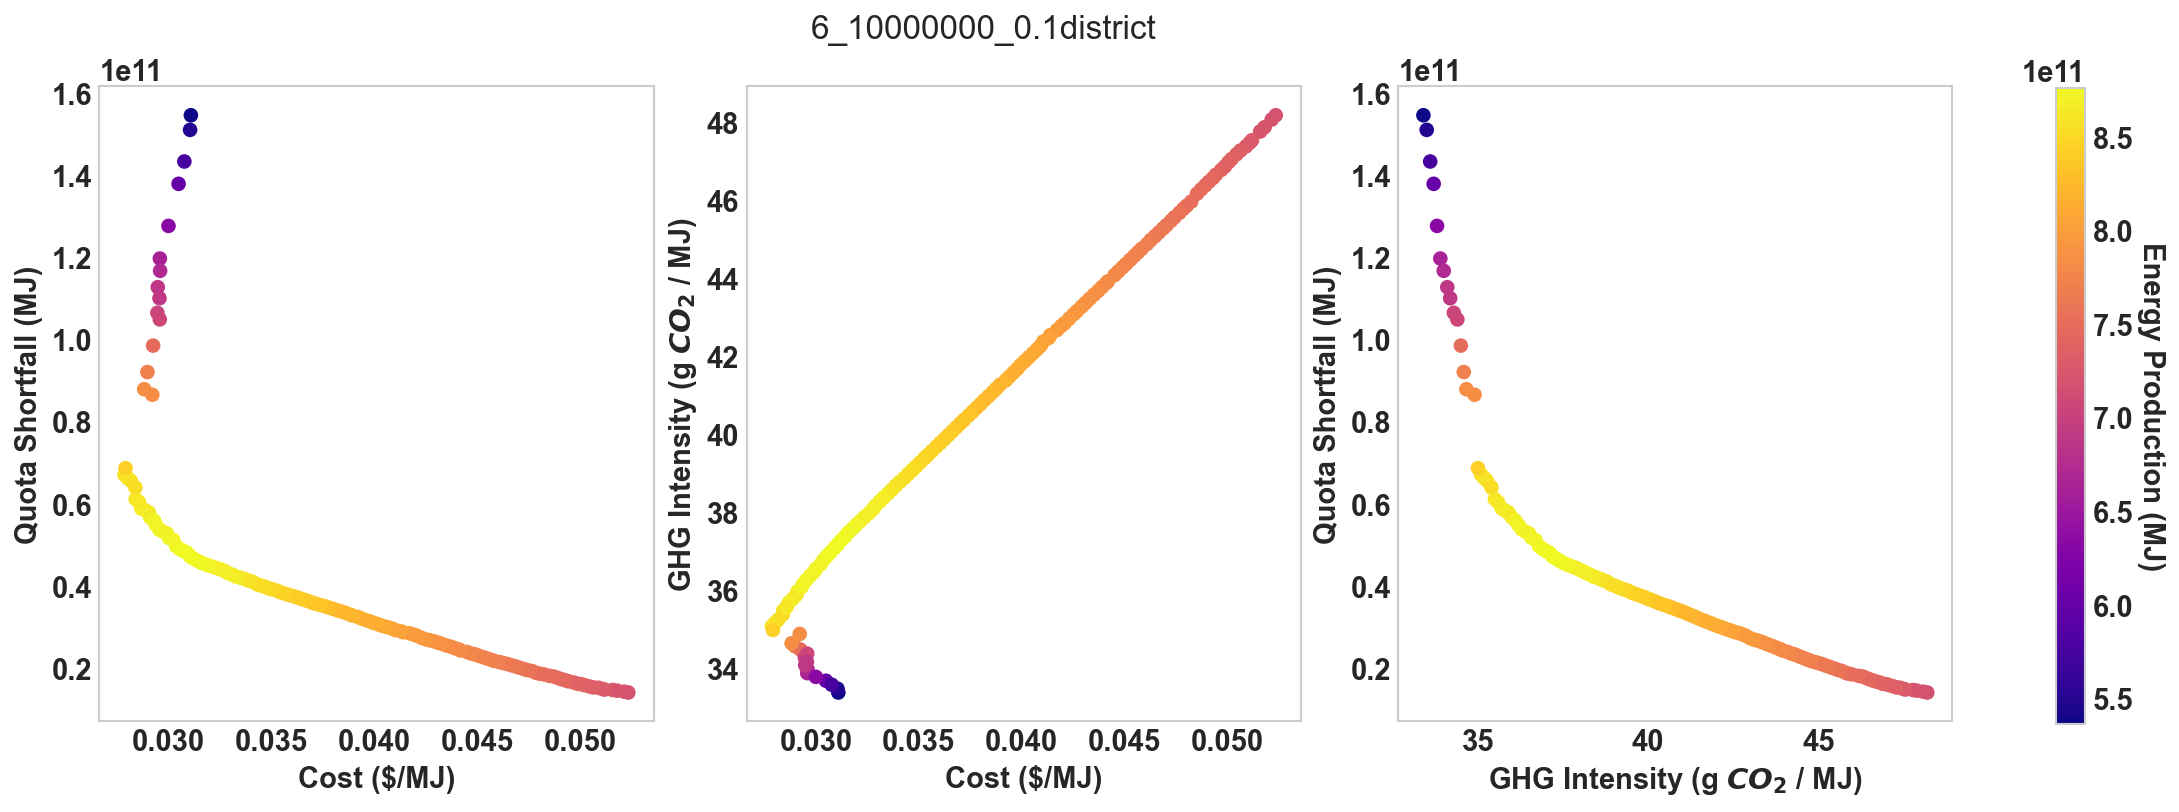 6_10000000_0.1district
1e11
1.6
1.4
1.2
1.0
0.8
0.6
0.4
0.2
Quota Shortfall (MJ)
0.030 0.035 0.040 0.045 0.050
Cost ($/MJ)
48
46
44
42
40
38
36
34
GHG Intensity (g CO₂ / MJ)
0.030 0.035 0.040 0.045 0.050
Cost ($/MJ)
1e11
1.6
1.4
1.2
1.0
0.8
0.6
0.4
0.2
Quota Shortfall (MJ)
35 40 45
GHG Intensity (g CO₂ / MJ)
1e11
8.5
8.0
7.5
7.0
6.5
6.0
5.5
Energy Production (MJ)